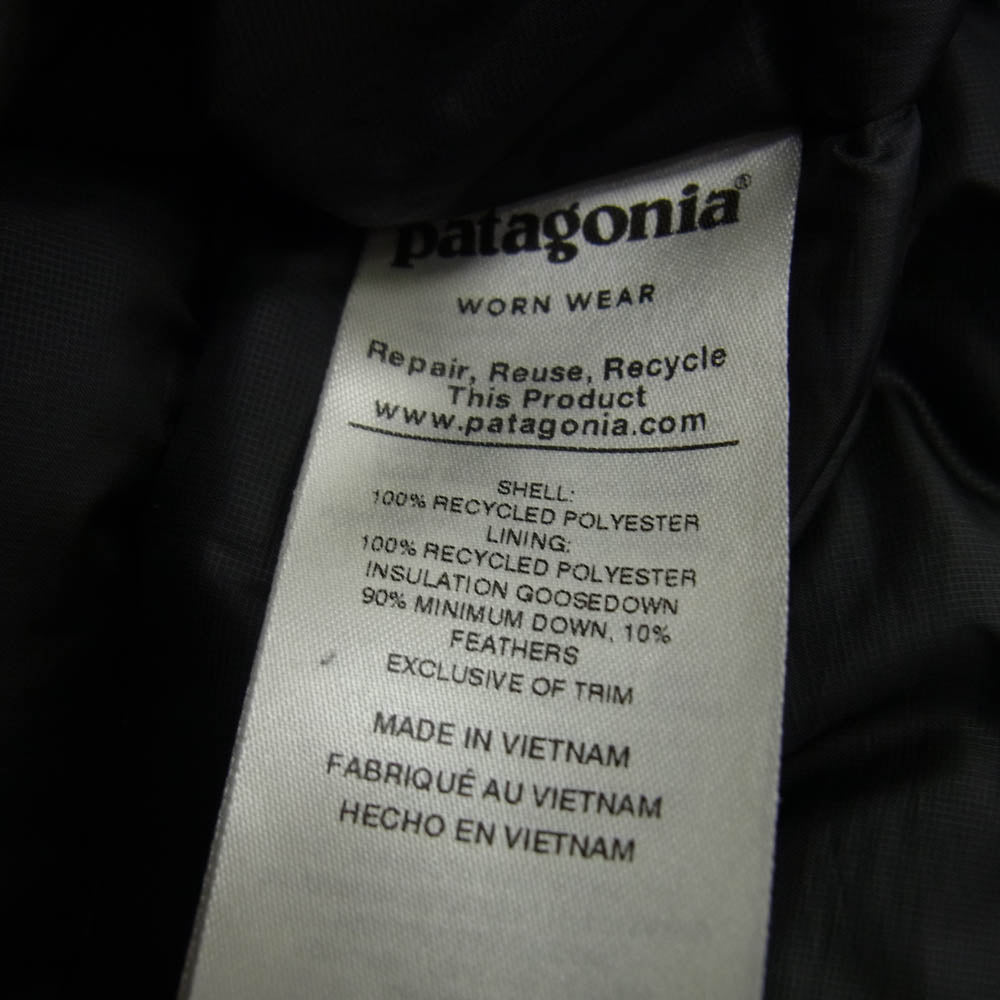 patagonia®
WORN WEAR
Repair, Reuse, Recycle
This Product
www.patagonia.com
SHELL:
100% RECYCLED POLYESTER
LINING:
100% RECYCLED POLYESTER
INSULATION GOOSEDOWN
90% MINIMUM DOWN, 10%
FEATHERS
EXCLUSIVE OF TRIM
MADE IN VIETNAM
FABRIQUÉ AU VIETNAM
HECHO EN VIETNAM